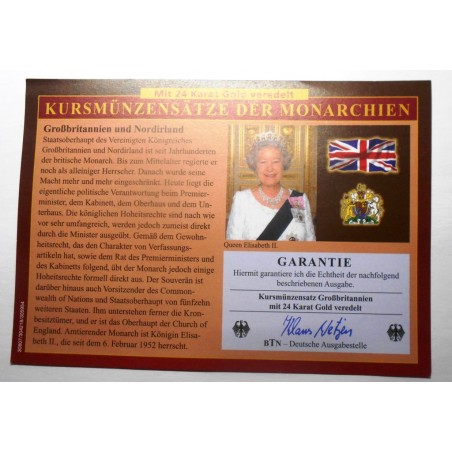 Mit 24 Karat Gold veredelt
KURSMÜNZENSÄTZE DER MONARCHIEN
Großbritannien und Nordirland
Staatsoberhaupt des Vereinigten Königreiches
Großbritannien und Nordirland ist seit Jahrhunderten
der britische Monarch. Bis zum Mittelalter regierte er
noch als alleiniger Herrscher. Danach wurde seine
Macht mehr und mehr eingeschränkt. Heute liegt die
eigentliche politische Verantwortung beim Premier-
minister, dem Kabinett, dem Oberhaus und dem Un-
terhaus. Die königlichen Hoheitsrechte sind nach wie
vor sehr umfangreich, werden jedoch zumeist direkt
durch die Minister ausgeübt. Gemäß dem Gewohn-
heitsrecht, das den Charakter von Verfassungs-
artikeln hat, sowie dem Rat des Premierministers und
des Kabinetts folgend, übt der Monarch jedoch einige
Hoheitsrechte formell direkt aus. Der Souverän ist
darüber hinaus auch Vorsitzender der Common-
wealth of Nations und Staatsoberhaupt von fünfzehn
weiteren Staaten. Ihm unterstehen ferner die Kron-
besitztümer, und er ist das Oberhaupt der Church of
England. Amtierender Monarch ist Königin Elisa-
beth II., die seit dem 6. Februar 1952 herrscht.
Queen Elisabeth II.
GARANTIE
Hiermit garantiere ich die Echtheit der nachfolgend
beschriebenen Ausgabe.
Kursmünzensatz Großbritannien
mit 24 Karat Gold veredelt
BTN – Deutsche Ausgabestelle